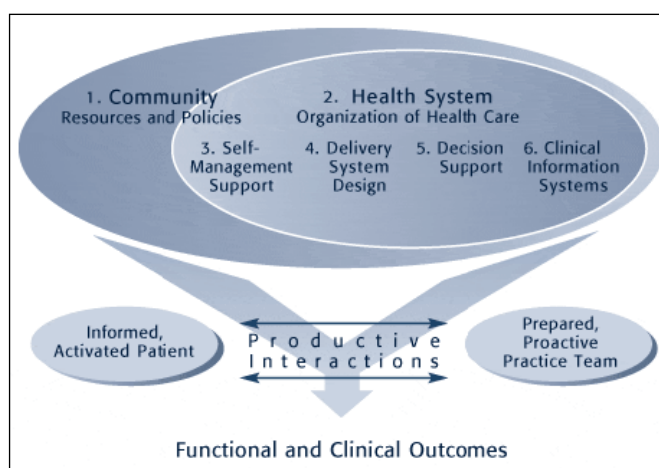 1. Community
Resources and Policies
2. Health System
Organization of Health Care
3. Self-
Management
Support
4. Delivery
System
Design
5. Decision
Support
6. Clinical
Information
Systems
Informed,
Activated Patient
Productive
Interactions
Prepared,
Proactive
Practice Team
Functional and Clinical Outcomes